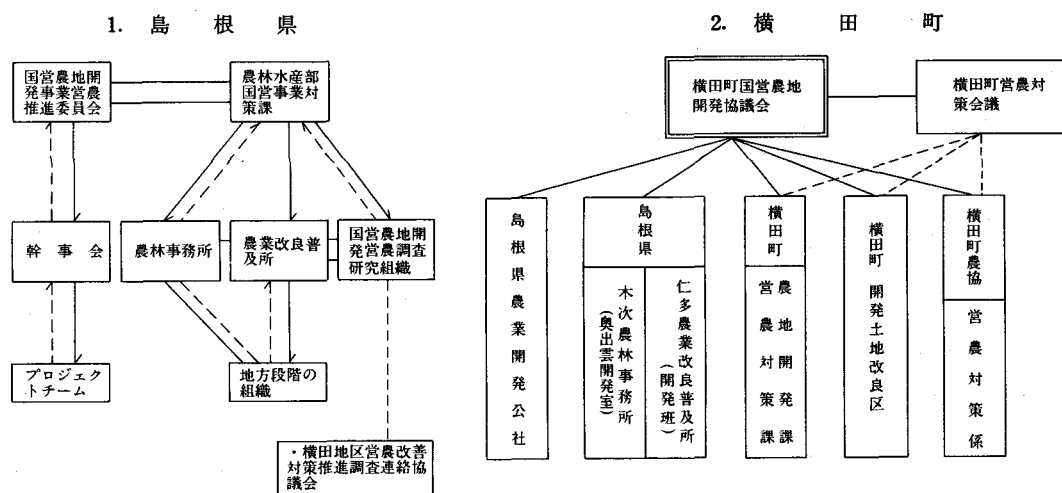 1. 島根県
国営農地開
発事業営農
推進委員会
農林水産部
国営事業対
策課
幹事会
農林事務所
農業改良普
及所
国営農地開
発営農調査
研究組織
プロジェク
トチーム
地方段階の
組織
・横田地区営農改善
対策推進調査連絡協
議会
2. 横田町
横田町国営農地
開発協議会
横田町営農対
策会議
島根県農業開発公社
島根県
木次農林事務所
(奥出雲開発室)
仁多農業改良普及所
(開発班)
横田町
農地開発課
営農対策課
横田町 開発土地改良区
横田町農協
営農対策係